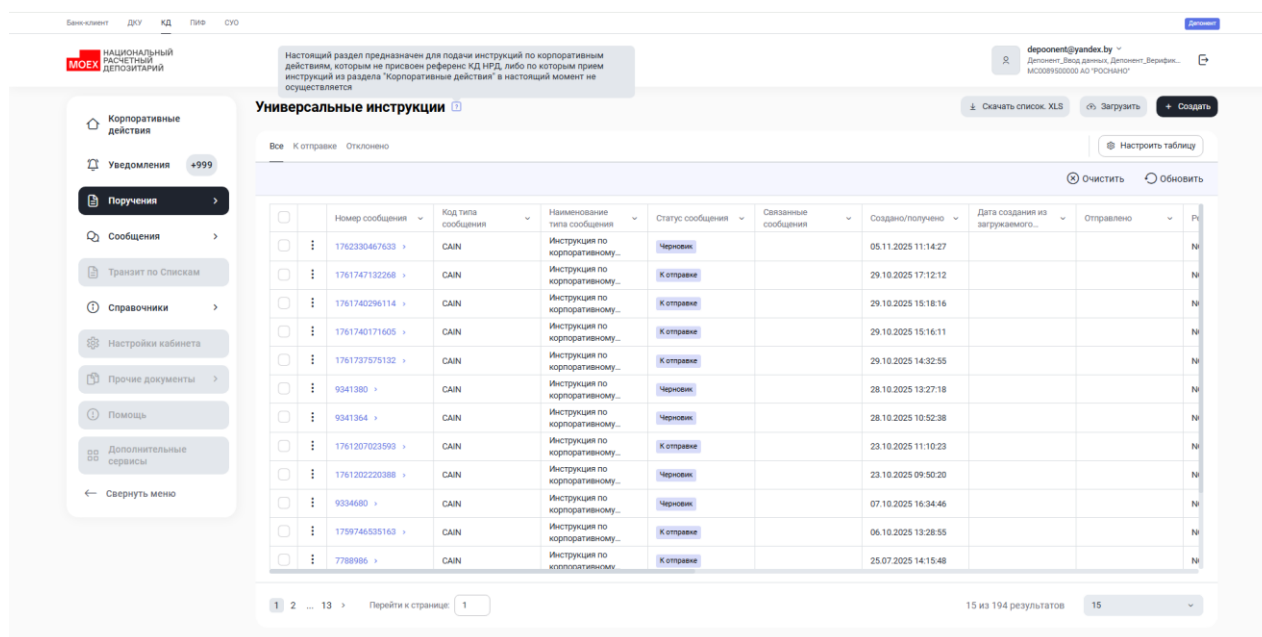 Банк-клиент ДКУ КД ПИФ СУО Депонент
MOEX НАЦИОНАЛЬНЫЙ
РАСЧЕТНЫЙ
ДЕПОЗИТАРИЙ
Настоящий раздел предназначен для подачи инструкций по корпоративным
действиям, которым не присвоен референс КД НРД, либо по которым прием
инструкций из раздела "Корпоративные действия" в настоящий момент не
осуществляется
depoonent@yandex.by
Депонент_Ввод данных, Депонент_Верифик...
MC0089500000 АО "РОСНАНО"
Корпоративные
действия
Уведомления +999
Поручения
Сообщения
Транзит по Спискам
Справочники
Настройки кабинета
Прочие документы
Помощь
Дополнительные
сервисы
Свернуть меню
Универсальные инструкции
Скачать список. XLS Загрузить + Создать
Все К отправке Отклонено Настроить таблицу
Очистить Обновить
Номер сообщения Код типа сообщения Наименование типа сообщения Статус сообщения Связанные сообщения Создано/получено Дата создания из загружаемого... Отправлено Ре
1762330467633 CAIN Инструкция по корпоративному... Черновик 05.11.2025 11:14:27
1761747132268 CAIN Инструкция по корпоративному... К отправке 29.10.2025 17:12:12
1761740296114 CAIN Инструкция по корпоративному... К отправке 29.10.2025 15:18:16
1761740171605 CAIN Инструкция по корпоративному... К отправке 29.10.2025 15:16:11
1761737575132 CAIN Инструкция по корпоративному... К отправке 29.10.2025 14:32:55
9341380 CAIN Инструкция по корпоративному... Черновик 28.10.2025 13:27:18
9341364 CAIN Инструкция по корпоративному... Черновик 28.10.2025 10:52:38
1761207023593 CAIN Инструкция по корпоративному... К отправке 23.10.2025 11:10:23
1761202220388 CAIN Инструкция по корпоративному... Черновик 23.10.2025 09:50:20
9334680 CAIN Инструкция по корпоративному... Черновик 07.10.2025 16:34:46
1759746535163 CAIN Инструкция по корпоративному... К отправке 06.10.2025 13:28:55
7788986 CAIN Инструкция по корпоративному... К отправке 25.07.2025 14:15:48
1 2 ... 13 Перейти к странице: 1 15 из 194 результатов 15